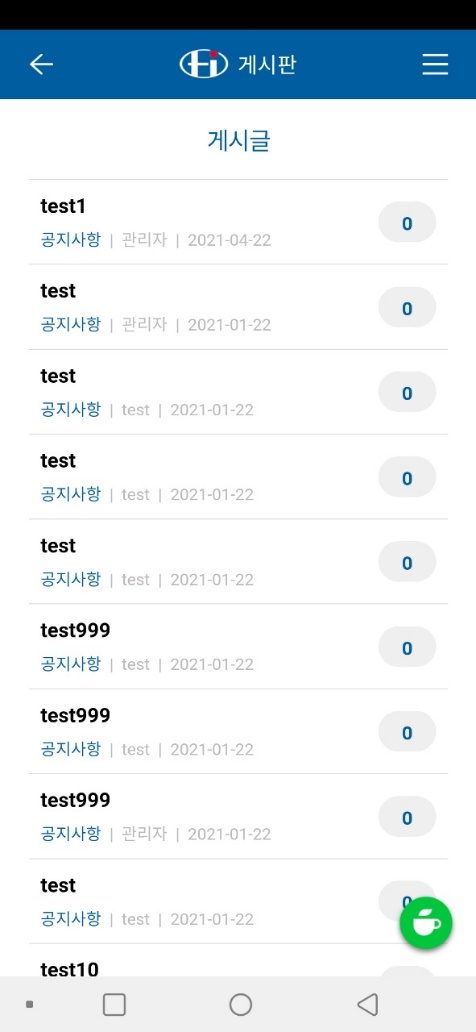 Hi 게시판
게시글
test1
0
공지사항 | 관리자 | 2021-04-22
test
0
공지사항 | 관리자 | 2021-01-22
test
0
공지사항 | test | 2021-01-22
test
0
공지사항 | test | 2021-01-22
test
0
공지사항 | test | 2021-01-22
test999
0
공지사항 | test | 2021-01-22
test999
0
공지사항 | test | 2021-01-22
test999
0
공지사항 | 관리자 | 2021-01-22
test
0
공지사항 | test | 2021-01-22
test10